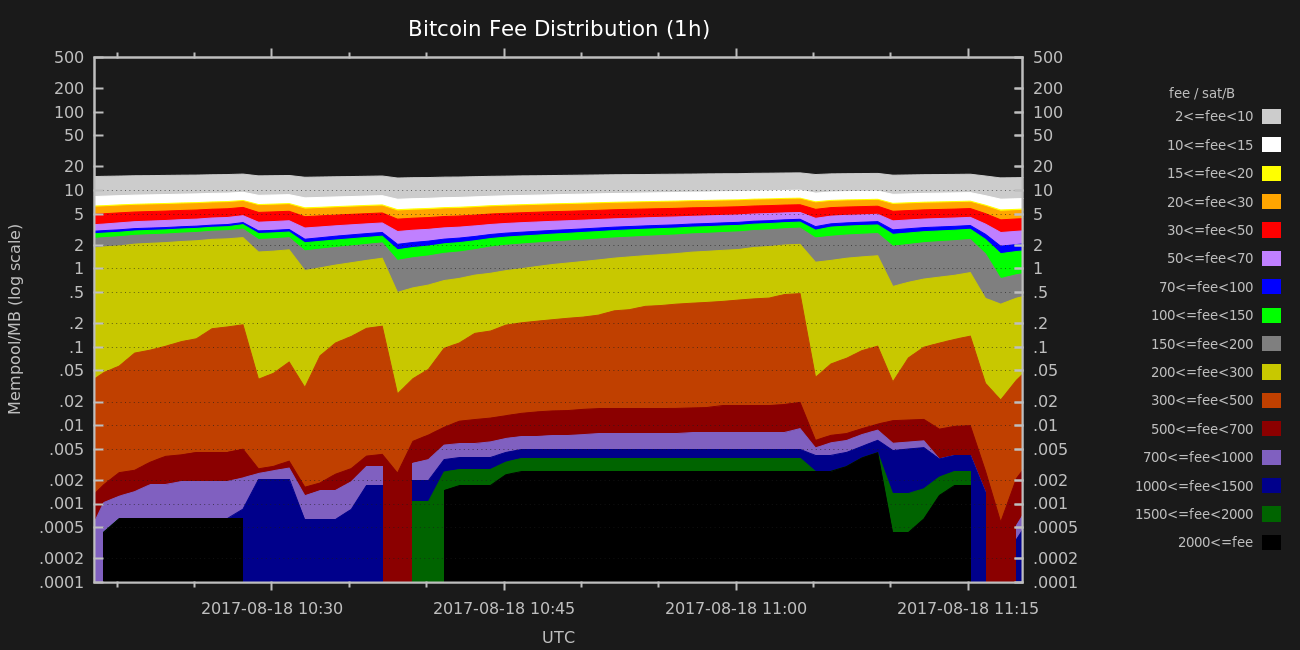 Bitcoin Fee Distribution (1h)
500
200
100
50
20
10
5
2
1
.5
.2
.1
.05
.02
.01
.005
.002
.001
.0005
.0002
.0001
Mempool/MB (log scale)
500
200
100
50
20
10
5
2
1
.5
.2
.1
.05
.02
.01
.005
.002
.001
.0005
.0002
.0001
2017-08-18 10:30
2017-08-18 10:45
2017-08-18 11:00
2017-08-18 11:15
UTC
fee / sat/B
2<=fee<10
10<=fee<15
15<=fee<20
20<=fee<30
30<=fee<50
50<=fee<70
70<=fee<100
100<=fee<150
150<=fee<200
200<=fee<300
300<=fee<500
500<=fee<700
700<=fee<1000
1000<=fee<1500
1500<=fee<2000
2000<=fee